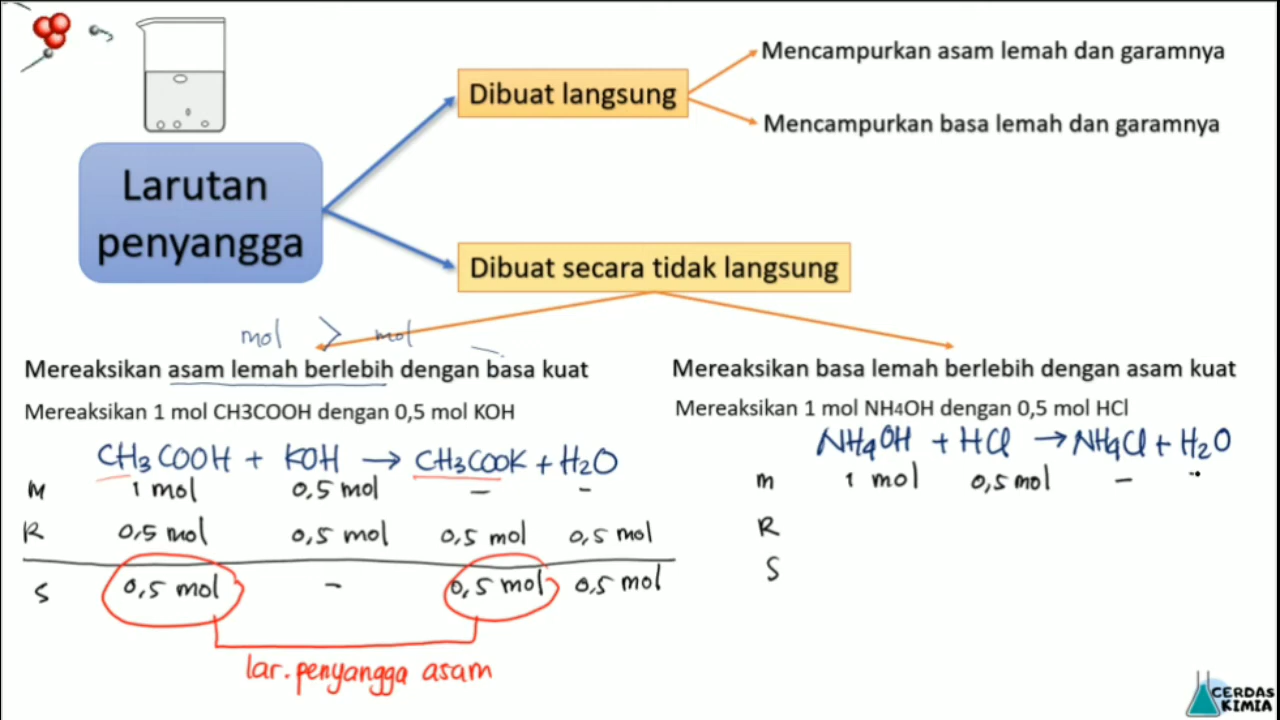 Mencampurkan asam lemah dan garamnya
Dibuat langsung
Mencampurkan basa lemah dan garamnya
Larutan
penyangga
Dibuat secara tidak langsung
mol > mol
Mereaksikan asam lemah berlebih dengan basa kuat
Mereaksikan 1 mol CH3COOH dengan 0,5 mol KOH
CH3COOH + KOH → CH3COOK + H2O
M 1 mol 0,5 mol - -
R 0,5 mol 0,5 mol 0,5 mol 0,5 mol
S 0,5 mol - 0,5 mol 0,5 mol
lar. penyangga asam
Mereaksikan basa lemah berlebih dengan asam kuat
Mereaksikan 1 mol NH4OH dengan 0,5 mol HCl
NH4OH + HCl → NH4Cl + H2O
m 1 mol 0,5 mol - -
R
S
CERDAS
KIMIA